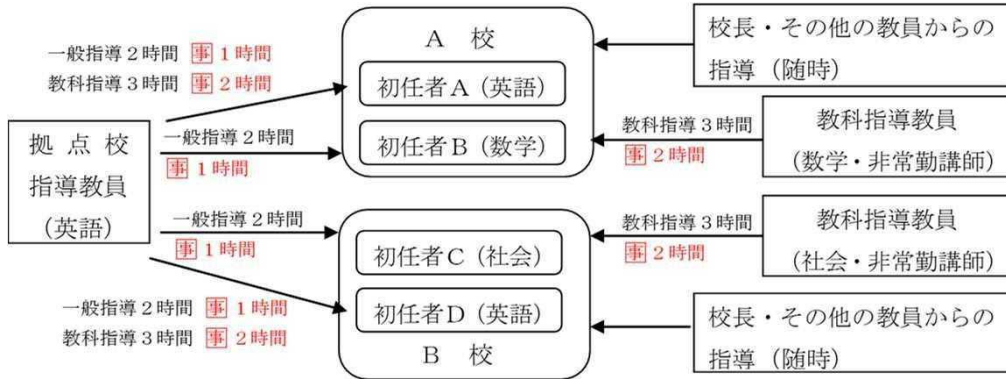 一般指導２時間 事 １時間
教科指導３時間 事 ２時間
拠点校
指導教員
（英語）
一般指導２時間
事 １時間
一般指導２時間
事 １時間
一般指導２時間 事 １時間
教科指導３時間 事 ２時間
Ａ 校
初任者Ａ（英語）
初任者Ｂ（数学）
初任者Ｃ（社会）
初任者Ｄ（英語）
Ｂ 校
校長・その他の教員からの
指導（随時）
教科指導３時間
事 ２時間
教科指導教員
（数学・非常勤講師）
教科指導３時間
事 ２時間
教科指導教員
（社会・非常勤講師）
校長・その他の教員からの
指導（随時）